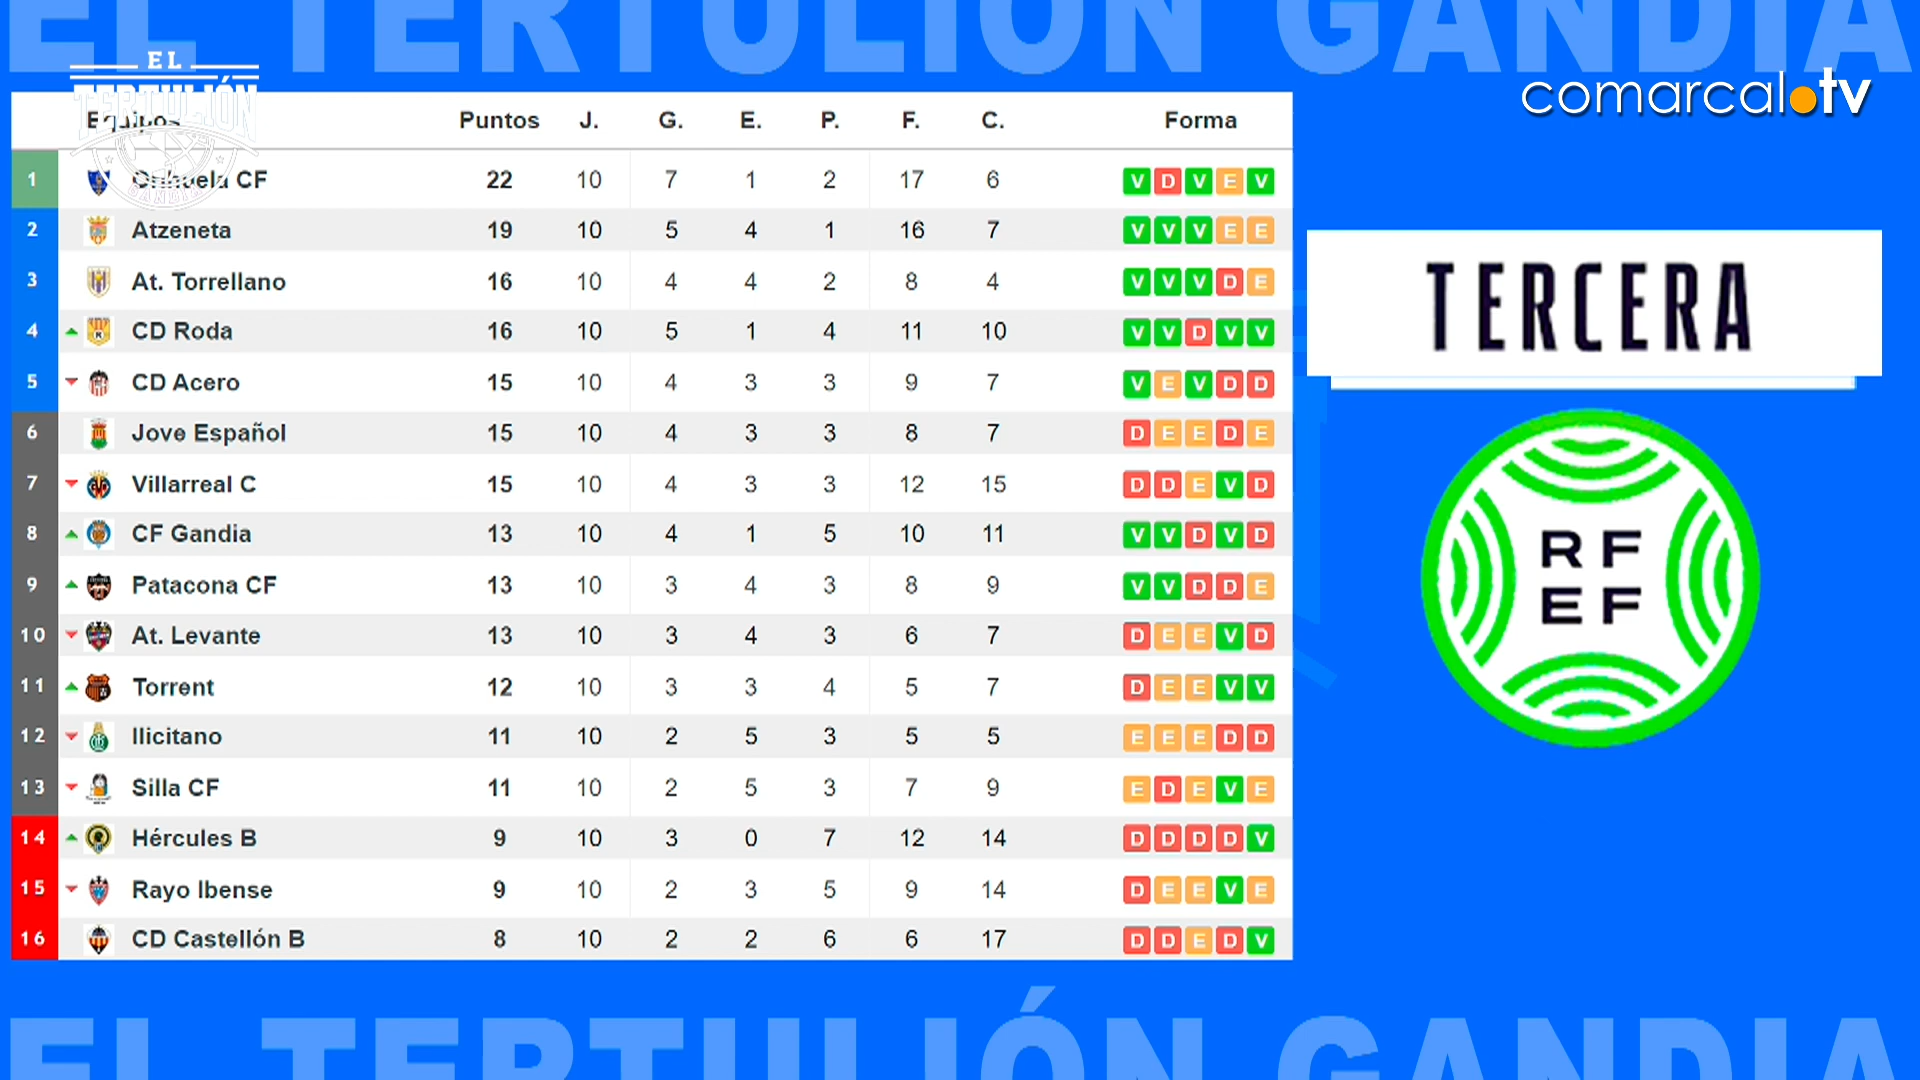 EL TERTULIÓN GANDIA
EL
TERTULIÓN
GANDIA
comarcal.tv
Equipos Puntos J. G. E. P. F. C. Forma
1 Orihuela CF 22 10 7 1 2 17 6 V D V E V
2 Atzeneta 19 10 5 4 1 16 7 V V V E E
3 At. Torrellano 16 10 4 4 2 8 4 V V V D E
4 CD Roda 16 10 5 1 4 11 10 V V D V V
5 CD Acero 15 10 4 3 3 9 7 V E V D D
6 Jove Español 15 10 4 3 3 8 7 D E E D E
7 Villarreal C 15 10 4 3 3 12 15 D D E V D
8 CF Gandia 13 10 4 1 5 10 11 V V D V D
9 Patacona CF 13 10 3 4 3 8 9 V V D D E
10 At. Levante 13 10 3 4 3 6 7 D E E V D
11 Torrent 12 10 3 3 4 5 7 D E E V V
12 Ilicitano 11 10 2 5 3 5 5 E E E D D
13 Silla CF 11 10 2 5 3 7 9 E D E V E
14 Hércules B 9 10 3 0 7 12 14 D D D D V
15 Rayo Ibense 9 10 2 3 5 9 14 D E E V E
16 CD Castellón B 8 10 2 2 6 6 17 D D E D V
TERCERA
RF
EF
EL TERTULIÓN GANDIA